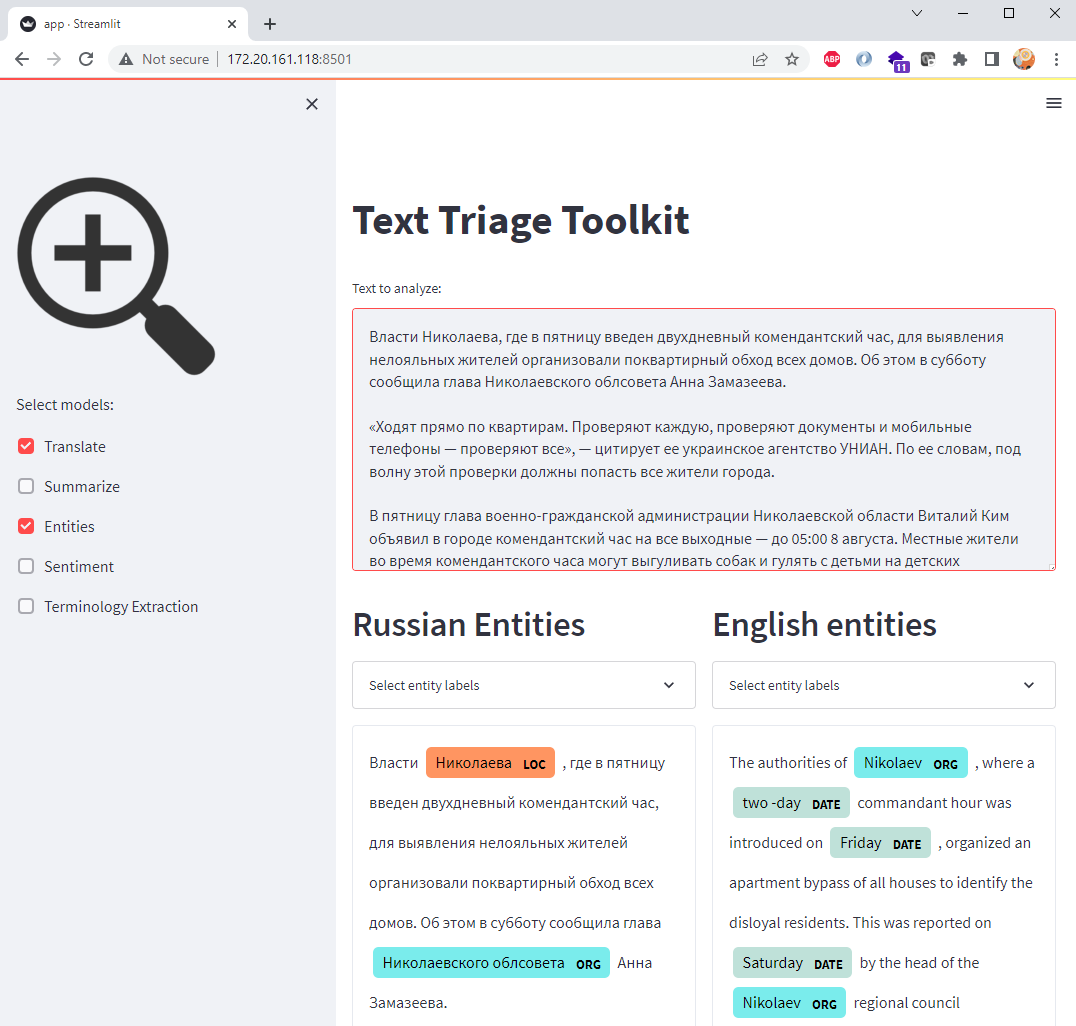 app · Streamlit
Not secure
172.20.161.118:8501
ABP
11
Text Triage Toolkit
Text to analyze:
Власти Николаева, где в пятницу введен двухдневный комендантский час, для выявления
нелояльных жителей организовали поквартирный обход всех домов. Об этом в субботу
сообщила глава Николаевского облсовета Анна Замазеева.
«Ходят прямо по квартирам. Проверяют каждую, проверяют документы и мобильные
телефоны — проверяют все», — цитирует ее украинское агентство УНИАН. По ее словам, под
волну этой проверки должны попасть все жители города.
В пятницу глава военно-гражданской администрации Николаевской области Виталий Ким
объявил в городе комендантский час на все выходные — до 05:00 8 августа. Местные жители
во время комендантского часа могут выгуливать собак и гулять с детьми на детских
Select models:
Translate
Summarize
Entities
Sentiment
Terminology Extraction
Russian Entities
Select entity labels
Власти Николаева LOC , где в пятницу
введен двухдневный комендантский час,
для выявления нелояльных жителей
организовали поквартирный обход всех
домов. Об этом в субботу сообщила глава
Николаевского облсовета ORG Анна
Замазеева.
English entities
Select entity labels
The authorities of Nikolaev ORG , where a
two -day DATE commandant hour was
introduced on Friday DATE , organized an
apartment bypass of all houses to identify the
disloyal residents. This was reported on
Saturday DATE by the head of the
Nikolaev ORG regional council